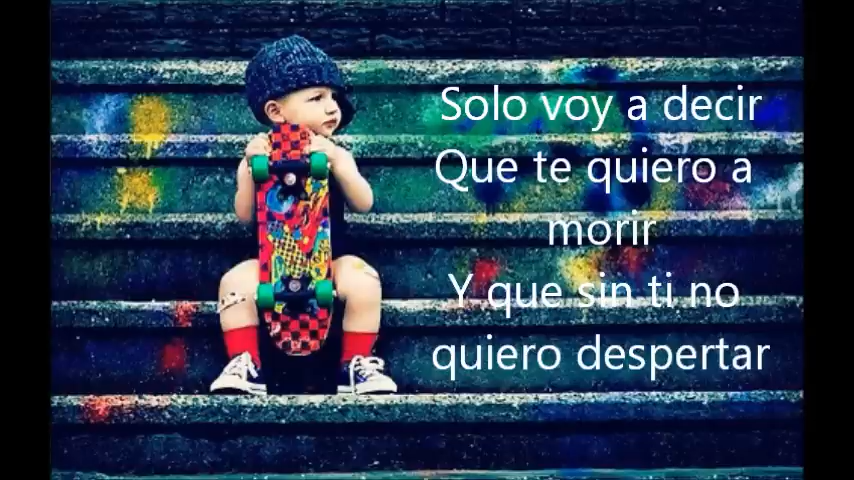 Solo voy a decir
Que te quiero a
morir
Y que sin ti no
quiero despertar